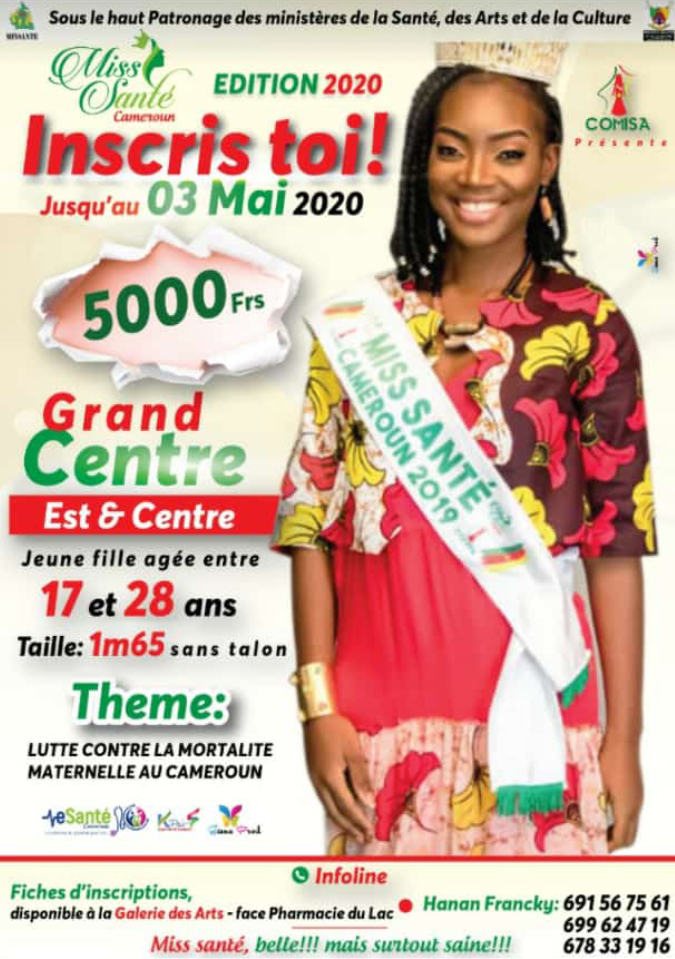 Sous le haut Patronage des ministères de la Santé, des Arts et de la Culture
MISSANTE
Miss
Santé
Cameroun
EDITION 2020
COMISA
Présente
Inscris toi!
Jusqu'au 03 Mai 2020
5000 Frs
MISS SANTÉ
CAMEROUN 2019
Grand
Centre
Est & Centre
Jeune fille agée entre
17 et 28 ans
Taille: 1m65 sans talon
Theme:
LUTTE CONTRE LA MORTALITE
MATERNELLE AU CAMEROUN
eSanté
Infoline
Fiches d'inscriptions,
disponible à la Galerie des Arts - face Pharmacie du Lac
Hanan Francky: 691 56 75 61
699 62 47 19
678 33 19 16
Miss santé, belle!!! mais surtout saine!!!